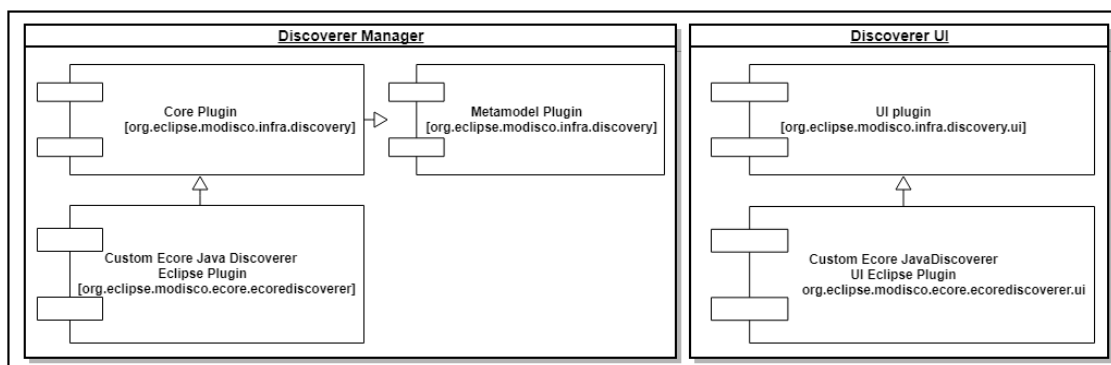 Discoverer Manager
Core Plugin
[org.eclipse.modisco.infra.discovery]
Metamodel Plugin
[org.eclipse.modisco.infra.discovery]
Custom Ecore Java Discoverer
Eclipse Plugin
[org.eclipse.modisco.ecore.ecorediscoverer]
Discoverer UI
UI plugin
[org.eclipse.modisco.infra.discovery.ui]
Custom Ecore JavaDiscoverer
UI Eclipse Plugin
org.eclipse.modisco.ecore.ecorediscoverer.ui